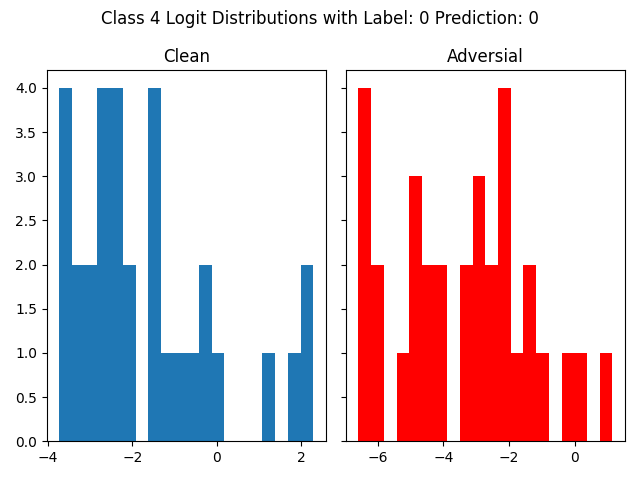 Class 4 Logit Distributions with Label: 0 Prediction: 0
Clean
Adversial
4.0
3.5
3.0
2.5
2.0
1.5
1.0
0.5
0.0
−4 −2 0 2
−6 −4 −2 0